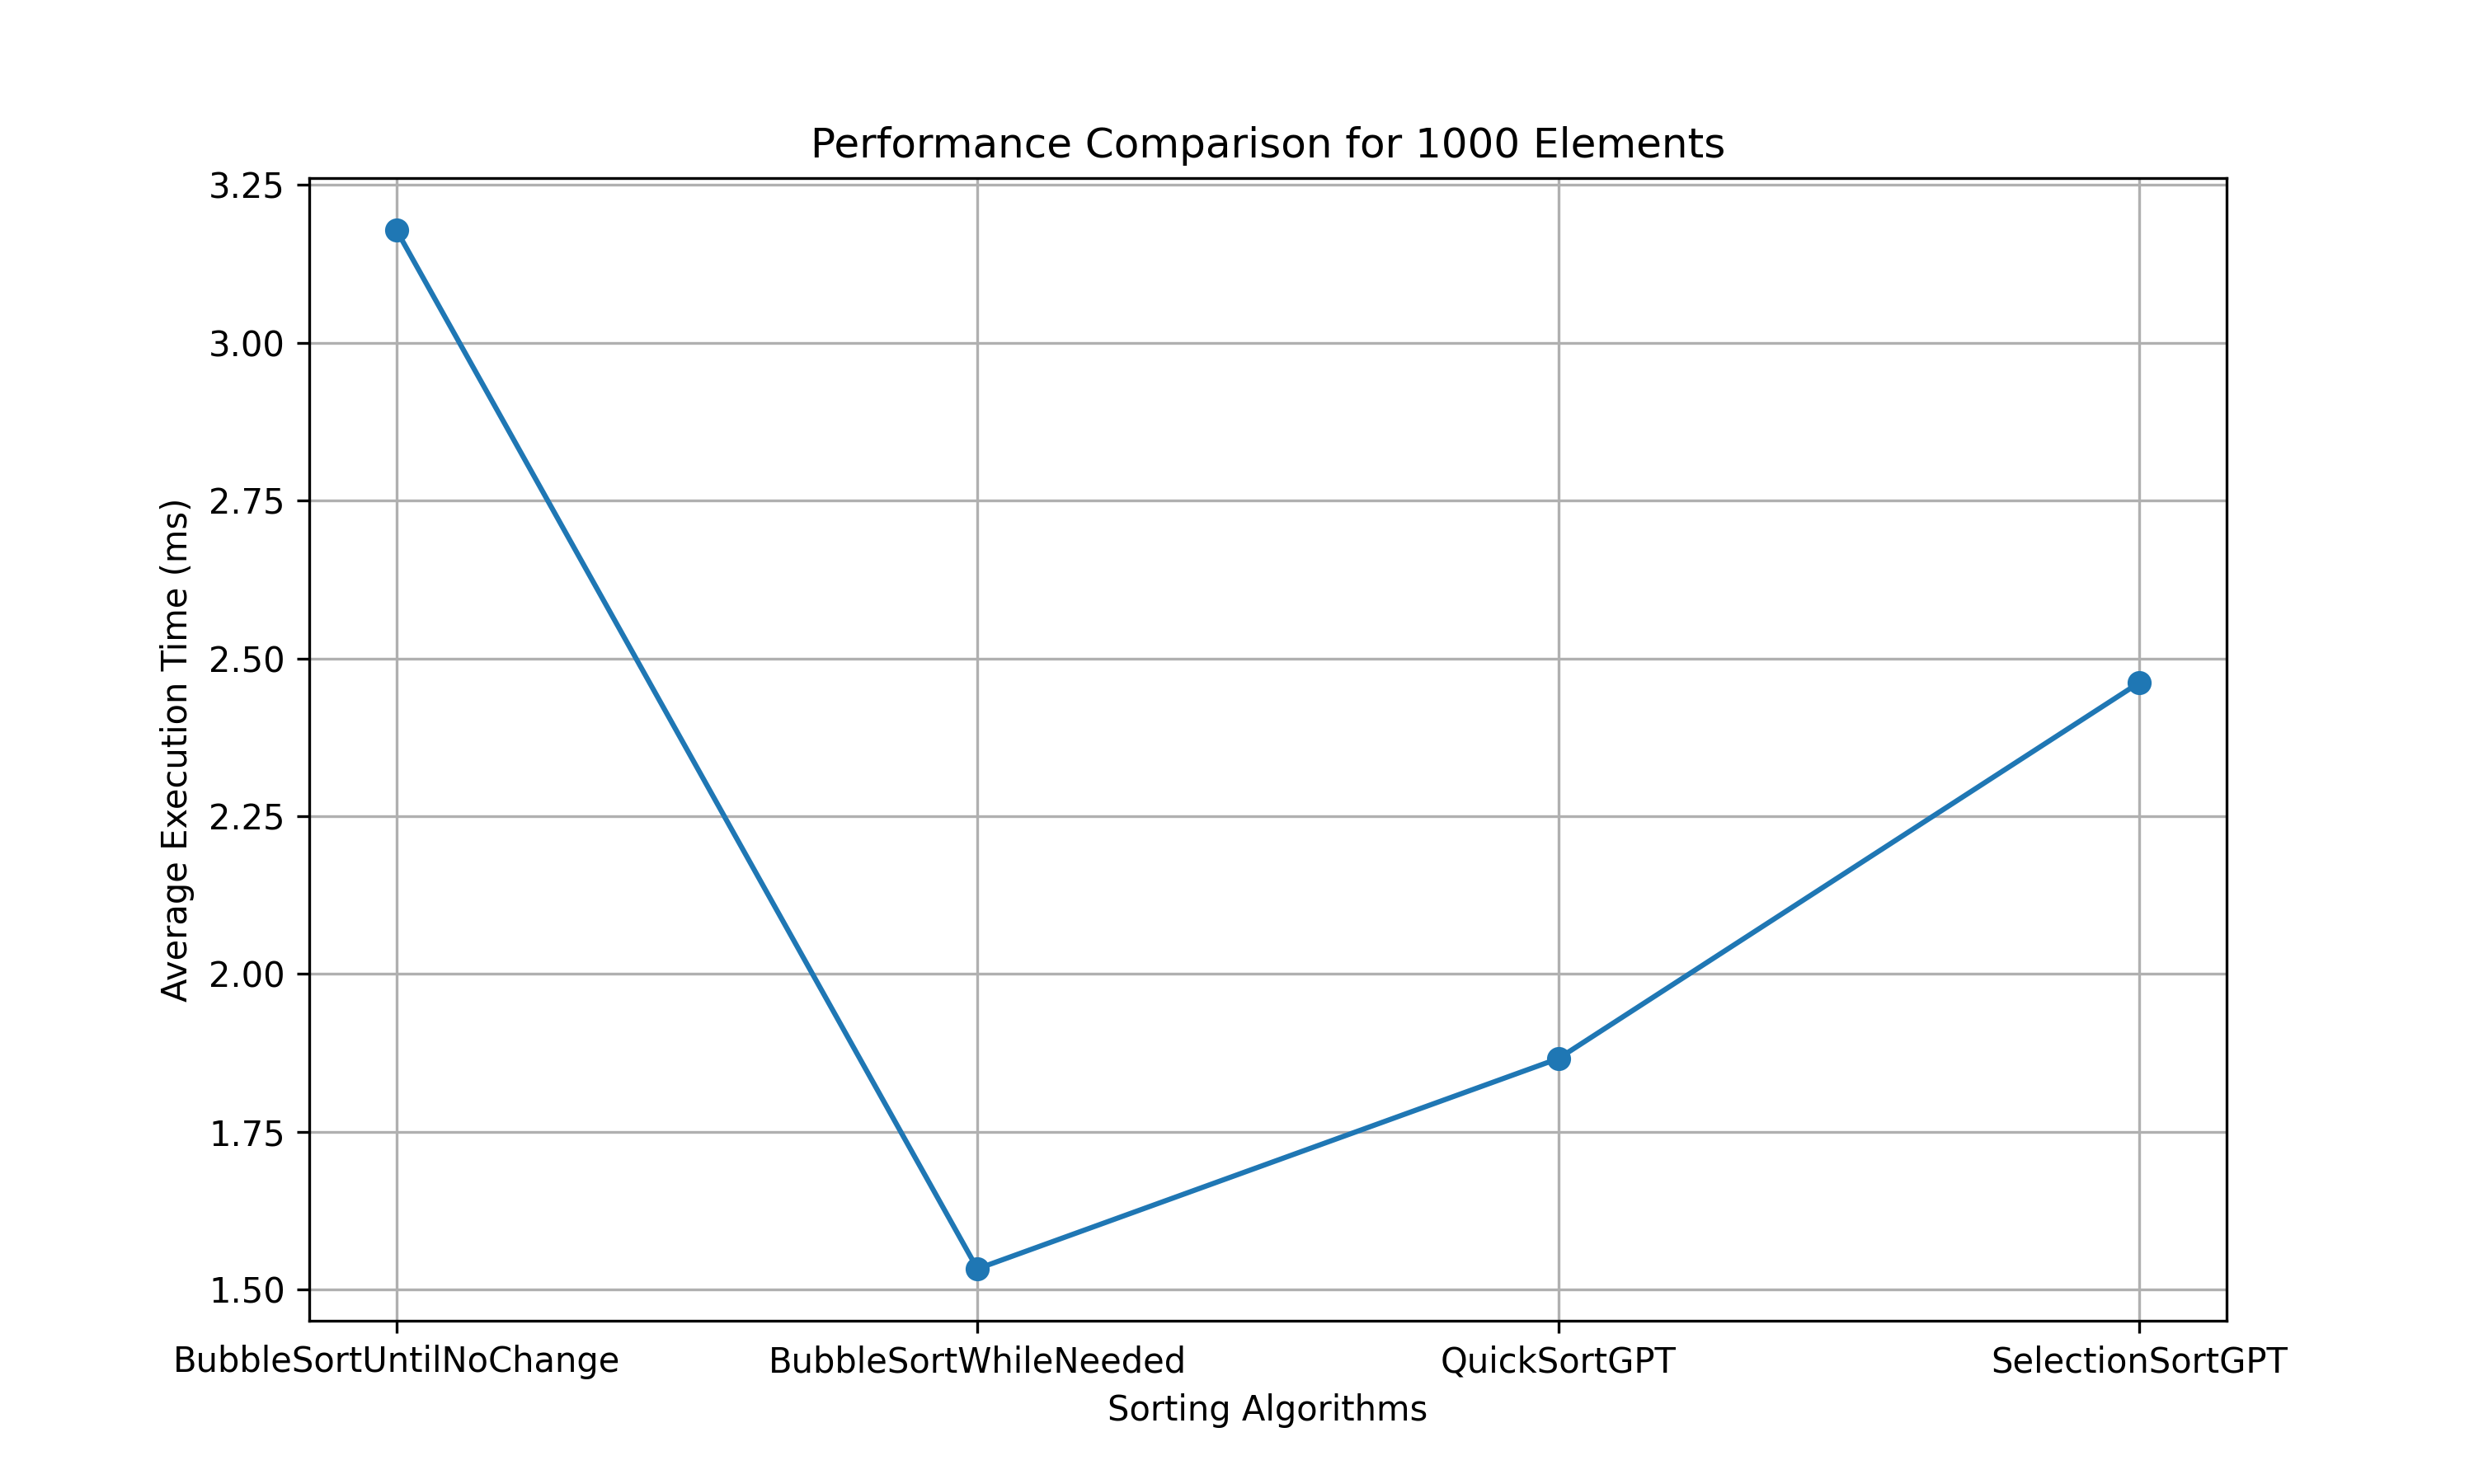 Performance Comparison for 1000 Elements
Average Execution Time (ms)
3.25
3.00
2.75
2.50
2.25
2.00
1.75
1.50
BubbleSortUntilNoChange BubbleSortWhileNeeded QuickSortGPT SelectionSortGPT
Sorting Algorithms